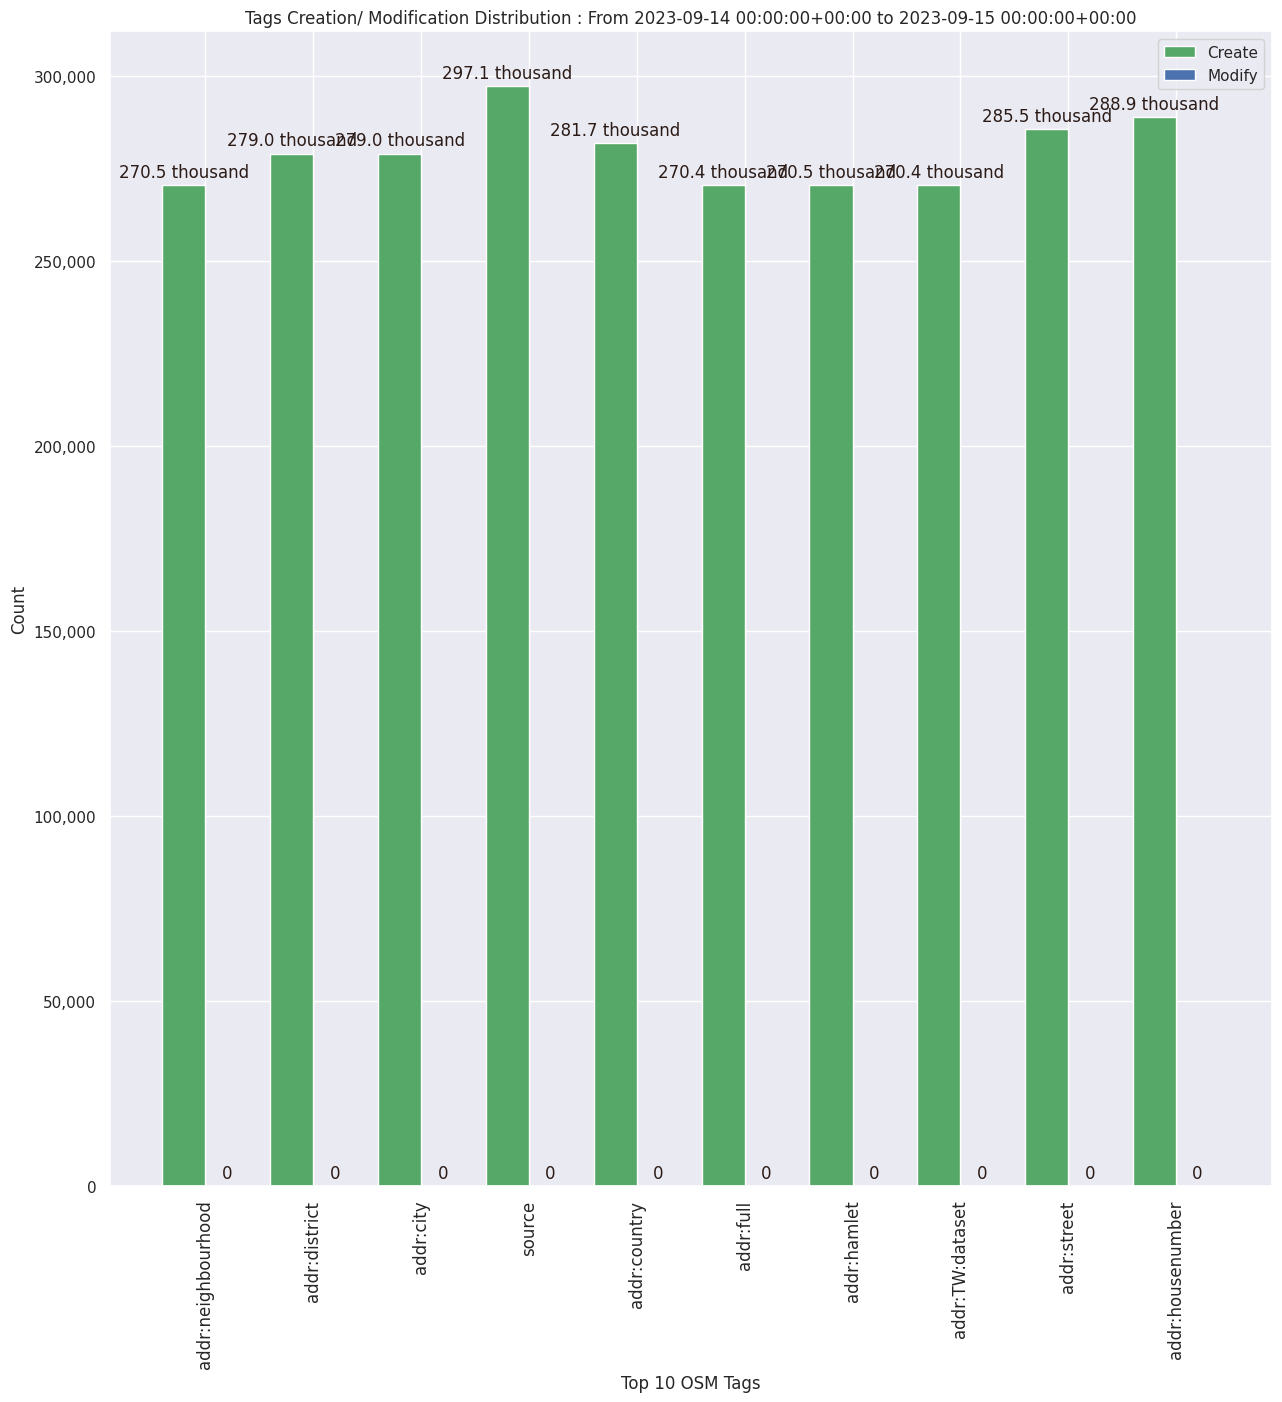 Tags Creation/ Modification Distribution : From 2023-09-14 00:00:00+00:00 to 2023-09-15 00:00:00+00:00
Create
Modify
300,000
250,000
200,000
150,000
100,000
50,000
0
Count
270.5 thousand
279.0 thousand
279.0 thousand
297.1 thousand
281.7 thousand
270.4 thousand
270.5 thousand
270.4 thousand
285.5 thousand
288.9 thousand
0
0
0
0
0
0
0
0
0
0
addr:neighbourhood
addr:district
addr:city
source
addr:country
addr:full
addr:hamlet
addr:TW:dataset
addr:street
addr:housenumber
Top 10 OSM Tags